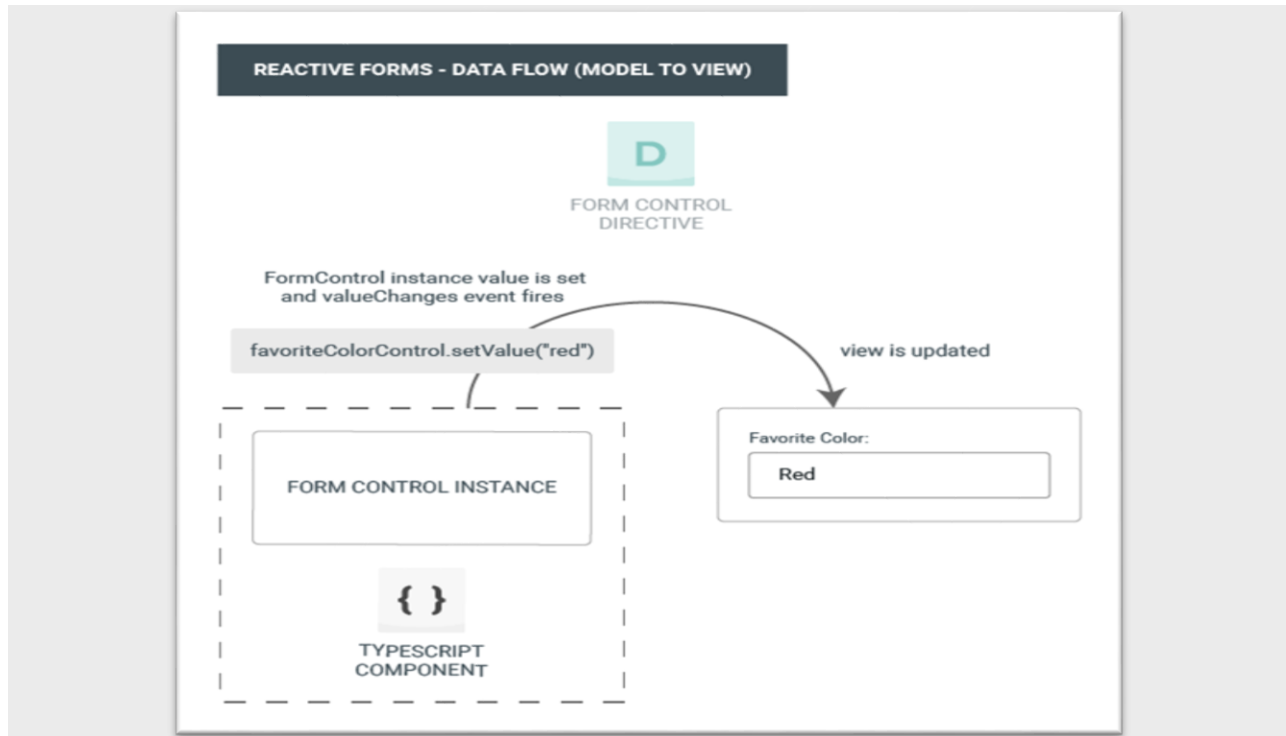 REACTIVE FORMS - DATA FLOW (MODEL TO VIEW)
D
FORM CONTROL
DIRECTIVE
FormControl instance value is set
and valueChanges event fires
favoriteColorControl.setValue("red")
view is updated
Favorite Color:
Red
FORM CONTROL INSTANCE
{ }
TYPESCRIPT
COMPONENT